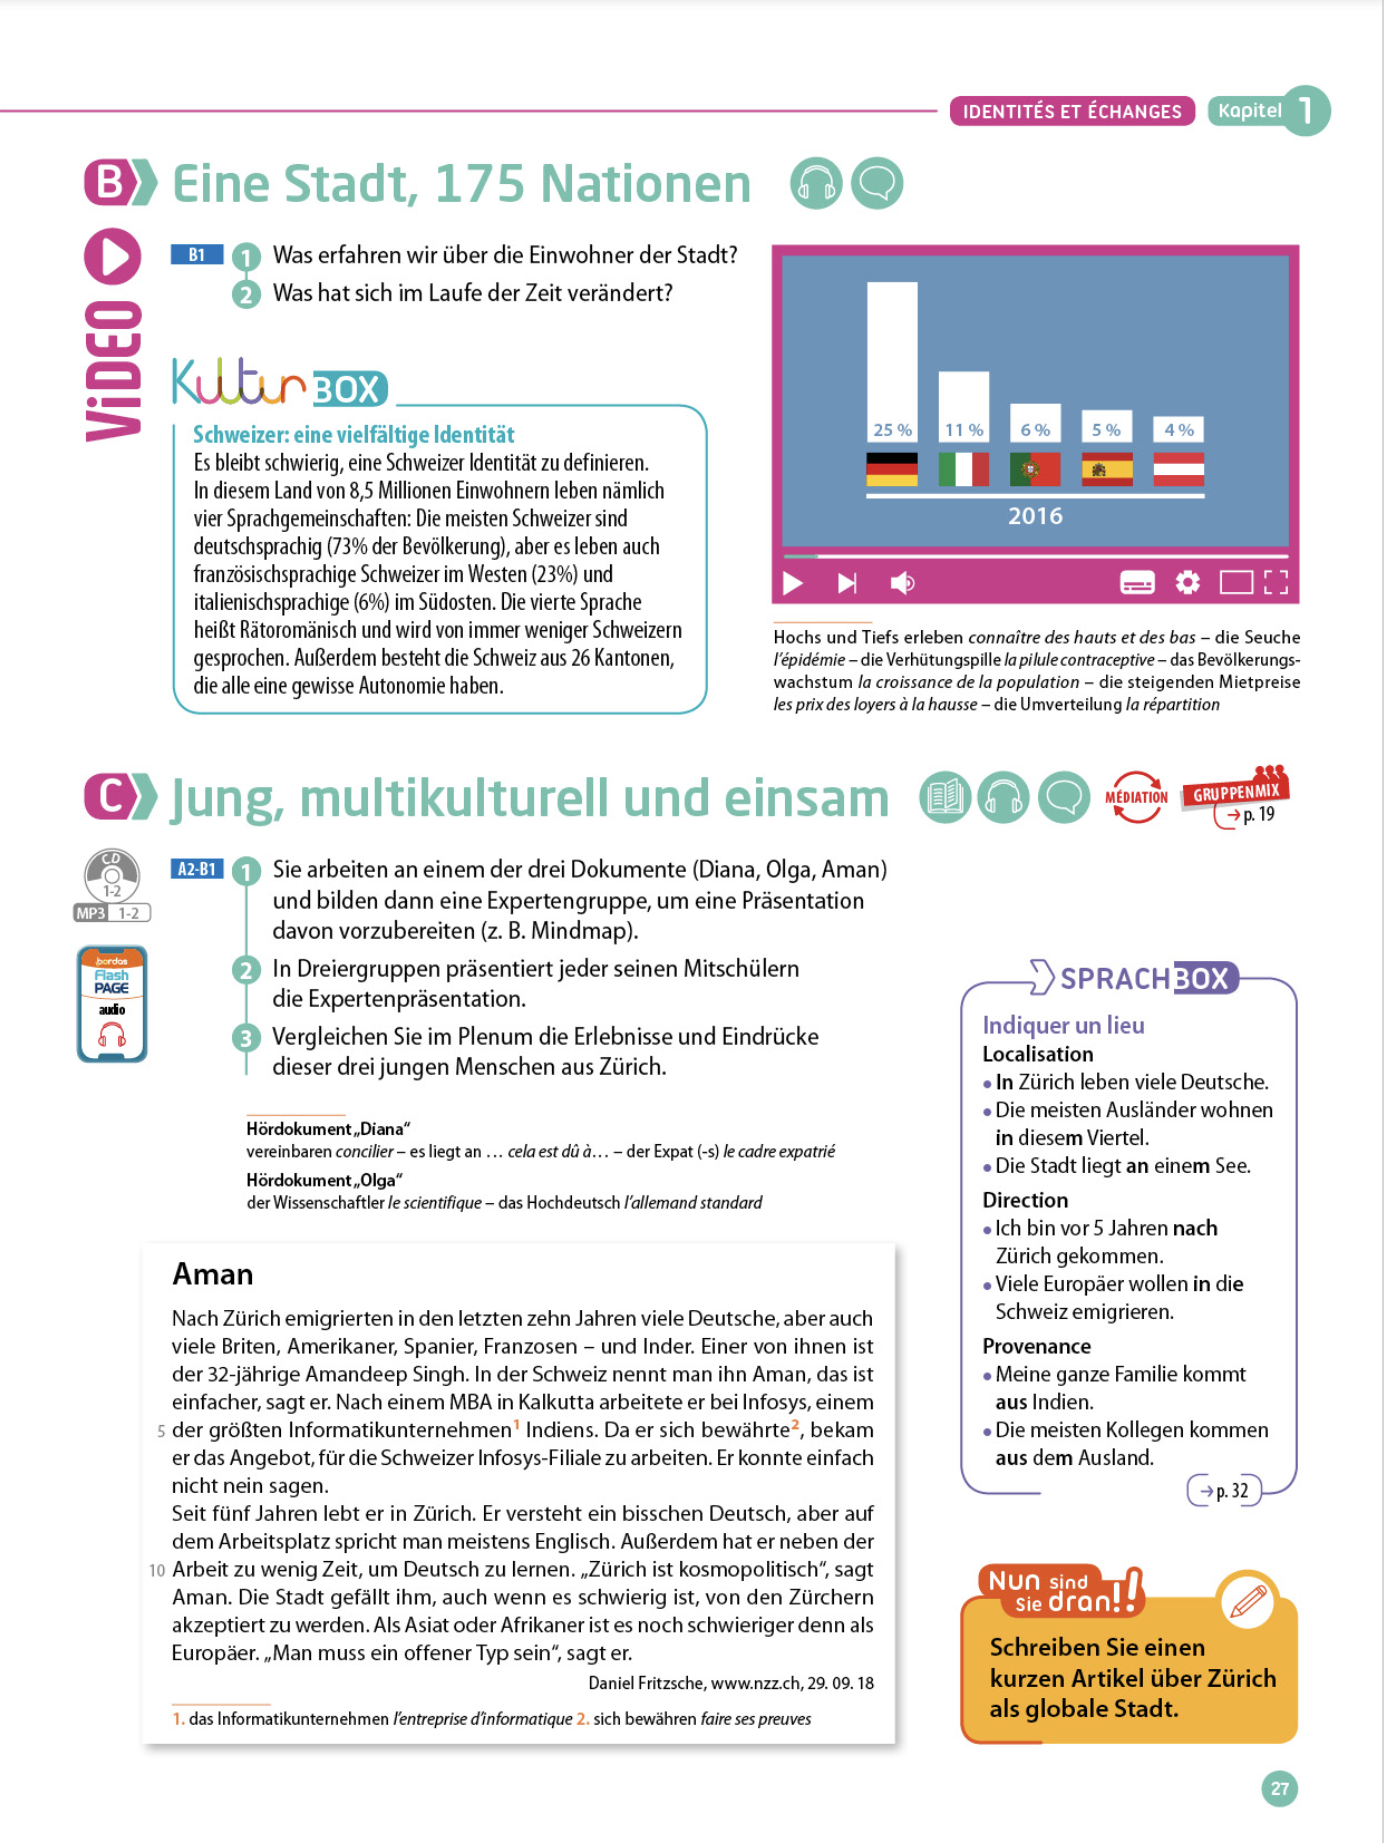 IDENTITÉS ET ÉCHANGES Kapitel 1
B Eine Stadt, 175 Nationen
ViDEO
B1 1 Was erfahren wir über die Einwohner der Stadt?
2 Was hat sich im Laufe der Zeit verändert?
Kultur BOX
Schweizer: eine vielfältige Identität
Es bleibt schwierig, eine Schweizer Identität zu definieren.
In diesem Land von 8,5 Millionen Einwohnern leben nämlich
vier Sprachgemeinschaften: Die meisten Schweizer sind
deutschsprachig (73% der Bevölkerung), aber es leben auch
französischsprachige Schweizer im Westen (23%) und
italienischsprachige (6%) im Südosten. Die vierte Sprache
heißt Rätoromänisch und wird von immer weniger Schweizern
gesprochen. Außerdem besteht die Schweiz aus 26 Kantonen,
die alle eine gewisse Autonomie haben.
25 % 11 % 6 % 5 % 4 %
2016
Hochs und Tiefs erleben connaître des hauts et des bas – die Seuche
l'épidémie – die Verhütungspille la pilule contraceptive – das Bevölkerungs-
wachstum la croissance de la population – die steigenden Mietpreise
les prix des loyers à la hausse – die Umverteilung la répartition
C Jung, multikulturell und einsam
MÉDIATION
GRUPPENMIX
→ p. 19
CD
1-2
MP3 1-2
bordas
Flash
PAGE
audio
A2-B1 1 Sie arbeiten an einem der drei Dokumente (Diana, Olga, Aman)
und bilden dann eine Expertengruppe, um eine Präsentation
davon vorzubereiten (z. B. Mindmap).
2 In Dreiergruppen präsentiert jeder seinen Mitschülern
die Expertenpräsentation.
3 Vergleichen Sie im Plenum die Erlebnisse und Eindrücke
dieser drei jungen Menschen aus Zürich.
Hördokument „Diana“
vereinbaren concilier – es liegt an … cela est dû à… – der Expat (-s) le cadre expatrié
Hördokument „Olga“
der Wissenschaftler le scientifique – das Hochdeutsch l'allemand standard
Aman
Nach Zürich emigrierten in den letzten zehn Jahren viele Deutsche, aber auch
viele Briten, Amerikaner, Spanier, Franzosen – und Inder. Einer von ihnen ist
der 32-jährige Amandeep Singh. In der Schweiz nennt man ihn Aman, das ist
einfacher, sagt er. Nach einem MBA in Kalkutta arbeitete er bei Infosys, einem
5 der größten Informatikunternehmen1 Indiens. Da er sich bewährte2, bekam
er das Angebot, für die Schweizer Infosys-Filiale zu arbeiten. Er konnte einfach
nicht nein sagen.
Seit fünf Jahren lebt er in Zürich. Er versteht ein bisschen Deutsch, aber auf
dem Arbeitsplatz spricht man meistens Englisch. Außerdem hat er neben der
10 Arbeit zu wenig Zeit, um Deutsch zu lernen. „Zürich ist kosmopolitisch“, sagt
Aman. Die Stadt gefällt ihm, auch wenn es schwierig ist, von den Zürchern
akzeptiert zu werden. Als Asiat oder Afrikaner ist es noch schwieriger denn als
Europäer. „Man muss ein offener Typ sein“, sagt er.
Daniel Fritzsche, www.nzz.ch, 29. 09. 18
1. das Informatikunternehmen l'entreprise d'informatique 2. sich bewähren faire ses preuves
SPRACHBOX
Indiquer un lieu
Localisation
• In Zürich leben viele Deutsche.
• Die meisten Ausländer wohnen
in diesem Viertel.
• Die Stadt liegt an einem See.
Direction
• Ich bin vor 5 Jahren nach
Zürich gekommen.
• Viele Europäer wollen in die
Schweiz emigrieren.
Provenance
• Meine ganze Familie kommt
aus Indien.
• Die meisten Kollegen kommen
aus dem Ausland.
→ p. 32
Nun sind
Sie dran!!
Schreiben Sie einen
kurzen Artikel über Zürich
als globale Stadt.
27